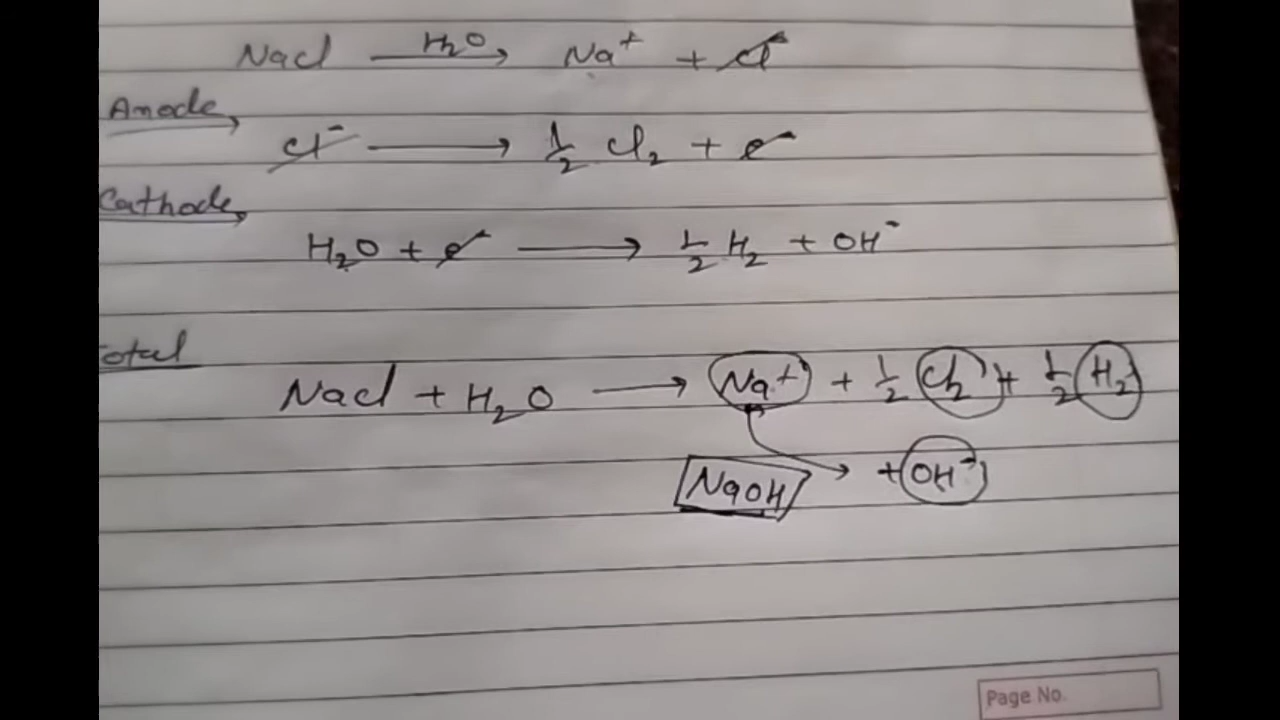 Nacl —H₂O→ Na⁺ + Cl⁻
Anode,
Cl⁻ ⟶ 1/2 Cl₂ + e⁻
Cathode,
H₂O + e⁻ ⟶ 1/2 H₂ + OH⁻
otal
Nacl + H₂O ⟶ Na⁺ + 1/2 Cl₂ + 1/2 H₂
NaOH + OH⁻
Page No.